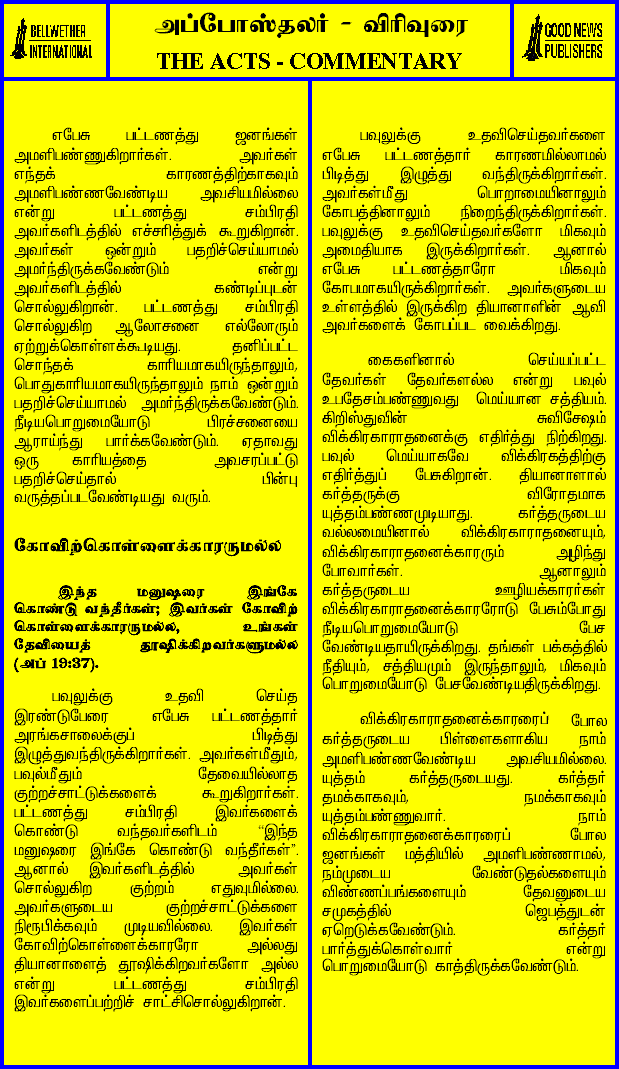 BELLWETHER
INTERNATIONAL
அப்போஸ்தலர் - விரிவுரை
THE ACTS - COMMENTARY
GOOD NEWS
PUBLISHERS
எபேசு பட்டணத்து ஜனங்கள்
அமளிபண்ணுகிறார்கள். அவர்கள்
எந்தக் காரணத்திற்காகவும்
அமளிபண்ணவேண்டிய அவசியமில்லை
என்று பட்டணத்து சம்பிரதி
அவர்களிடத்தில் எச்சரித்துக் கூறுகிறான்.
அவர்கள் ஒன்றும் பதறிச்செய்யாமல்
அமர்ந்திருக்கவேண்டும் என்று
அவர்களிடத்தில் கண்டிப்புடன்
சொல்லுகிறான். பட்டணத்து சம்பிரதி
சொல்லுகிற ஆலோசனை எல்லோரும்
ஏற்றுக்கொள்ளக்கூடியது. தனிப்பட்ட
சொந்தக் காரியமாகயிருந்தாலும்,
பொதுகாரியமாகயிருந்தாலும் நாம் ஒன்றும்
பதறிச்செய்யாமல் அமர்ந்திருக்கவேண்டும்.
நீடியபொறுமையோடு பிரச்சனையை
ஆராய்ந்து பார்க்கவேண்டும். ஏதாவது
ஒரு காரியத்தை அவசரப்பட்டு
பதறிச்செய்தால் பின்பு
வருத்தப்படவேண்டியது வரும்.
கோவிற்கொள்ளைக்காரருமல்ல
இந்த மனுஷரை இங்கே
கொண்டு வந்தீர்கள்; இவர்கள் கோவிற்
கொள்ளைக்காரருமல்ல, உங்கள்
தேவியைத் தூஷிக்கிறவர்களுமல்ல
(அப் 19:37).
பவுலுக்கு உதவி செய்த
இரண்டுபேரை எபேசு பட்டணத்தார்
அரங்கசாலைக்குப் பிடித்து
இழுத்துவந்திருக்கிறார்கள். அவர்கள்மீதும்,
பவுல்மீதும் தேவையில்லாத
குற்றச்சாட்டுக்களைக் கூறுகிறார்கள்.
பட்டணத்து சம்பிரதி இவர்களைக்
கொண்டு வந்தவர்களிடம் “இந்த
மனுஷரை இங்கே கொண்டு வந்தீர்கள்”.
ஆனால் இவர்களிடத்தில் அவர்கள்
சொல்லுகிற குற்றம் எதுவுமில்லை.
அவர்களுடைய குற்றச்சாட்டுக்களை
நிரூபிக்கவும் முடியவில்லை. இவர்கள்
கோவிற்கொள்ளைக்காரரோ அல்லது
தியானாளைத் தூஷிக்கிறவர்களோ அல்ல
என்று பட்டணத்து சம்பிரதி
இவர்களைப்பற்றிச் சாட்சிசொல்லுகிறான்.
பவுலுக்கு உதவிசெய்தவர்களை
எபேசு பட்டணத்தார் காரணமில்லாமல்
பிடித்து இழுத்து வந்திருக்கிறார்கள்.
அவர்கள்மீது பொறாமையினாலும்
கோபத்தினாலும் நிறைந்திருக்கிறார்கள்.
பவுலுக்கு உதவிசெய்தவர்களோ மிகவும்
அமைதியாக இருக்கிறார்கள். ஆனால்
எபேசு பட்டணத்தாரோ மிகவும்
கோபமாகயிருக்கிறார்கள். அவர்களுடைய
உள்ளத்தில் இருக்கிற தியானாளின் ஆவி
அவர்களைக் கோபப்பட வைக்கிறது.
கைகளினால் செய்யப்பட்ட
தேவர்கள் தேவர்களல்ல என்று பவுல்
உபதேசம்பண்ணுவது மெய்யான சத்தியம்.
கிறிஸ்துவின் சுவிசேஷம்
விக்கிரகாராதனைக்கு எதிர்த்து நிற்கிறது.
பவுல் மெய்யாகவே விக்கிரகத்திற்கு
எதிர்த்துப் பேசுகிறான். தியானாளால்
கர்த்தருக்கு விரோதமாக
யுத்தம்பண்ணமுடியாது. கர்த்தருடைய
வல்லமையினால் விக்கிரகாராதனையும்,
விக்கிரகாராதனைக்காரரும் அழிந்து
போவார்கள். ஆனாலும்
கர்த்தருடைய ஊழியக்காரர்கள்
விக்கிரகாராதனைக்காரரோடு பேசும்போது
நீடியபொறுமையோடு பேச
வேண்டியதாயிருக்கிறது. தங்கள் பக்கத்தில்
நீதியும், சத்தியமும் இருந்தாலும், மிகவும்
பொறுமையோடு பேசவேண்டியதிருக்கிறது.
விக்கிரகாராதனைக்காரரைப் போல
கர்த்தருடைய பிள்ளைகளாகிய நாம்
அமளிபண்ணவேண்டிய அவசியமில்லை.
யுத்தம் கர்த்தருடையது. கர்த்தர்
தமக்காகவும், நமக்காகவும்
யுத்தம்பண்ணுவார். நாம்
விக்கிரகாராதனைக்காரரைப் போல
ஜனங்கள் மத்தியில் அமளிபண்ணாமல்,
நம்முடைய வேண்டுதல்களையும்
விண்ணப்பங்களையும் தேவனுடைய
சமுகத்தில் ஜெபத்துடன்
ஏறெடுக்கவேண்டும். கர்த்தர்
பார்த்துக்கொள்வார் என்று
பொறுமையோடு காத்திருக்கவேண்டும்.